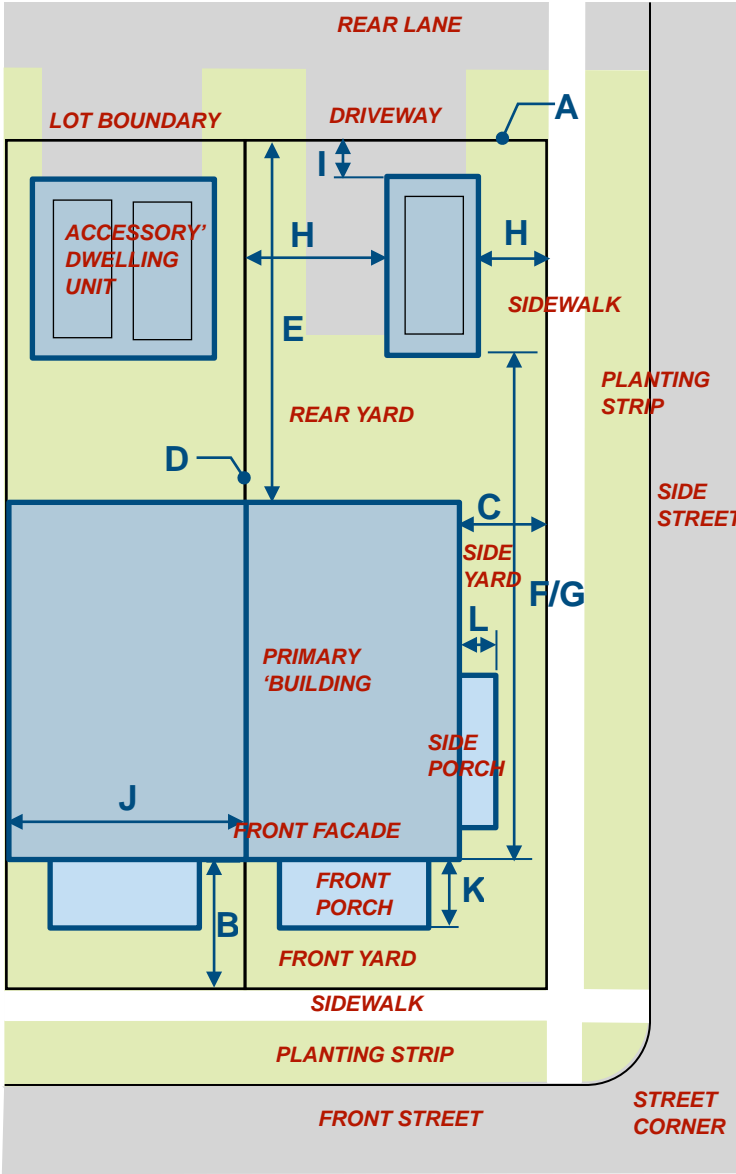 REAR LANE
LOT BOUNDARY
DRIVEWAY
A
I
ACCESSORY'
DWELLING
UNIT
H
H
SIDEWALK
E
PLANTING
STRIP
REAR YARD
D
C
SIDE
STREET
SIDE
YARD
F/G
L
PRIMARY
'BUILDING
SIDE
PORCH
J
FRONT FACADE
FRONT
PORCH
K
B
FRONT YARD
SIDEWALK
PLANTING STRIP
FRONT STREET
STREET
CORNER